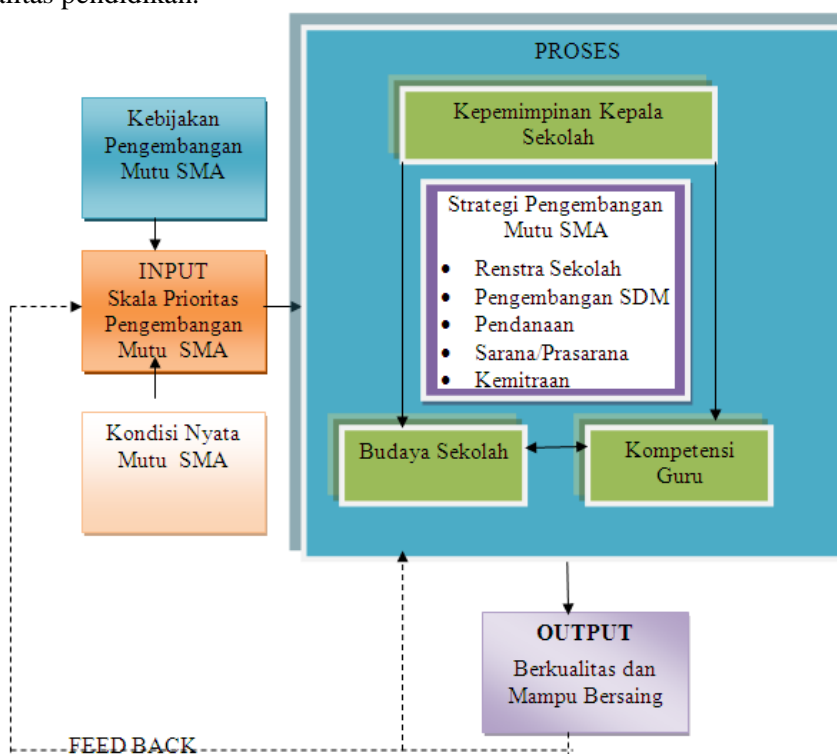 pendidikan.
PROSES
Kepemimpinan Kepala
Sekolah
Kebijakan
Pengembangan
Mutu SMA
Strategi Pengembangan
Mutu SMA
• Renstra Sekolah
• Pengembangan SDM
• Pendanaan
• Sarana/Prasarana
• Kemitraan
INPUT
Skala Prioritas
Pengembangan
Mutu SMA
Kondisi Nyata
Mutu SMA
Budaya Sekolah
Kompetensi
Guru
OUTPUT
Berkualitas dan
Mampu Bersaing
FEED BACK